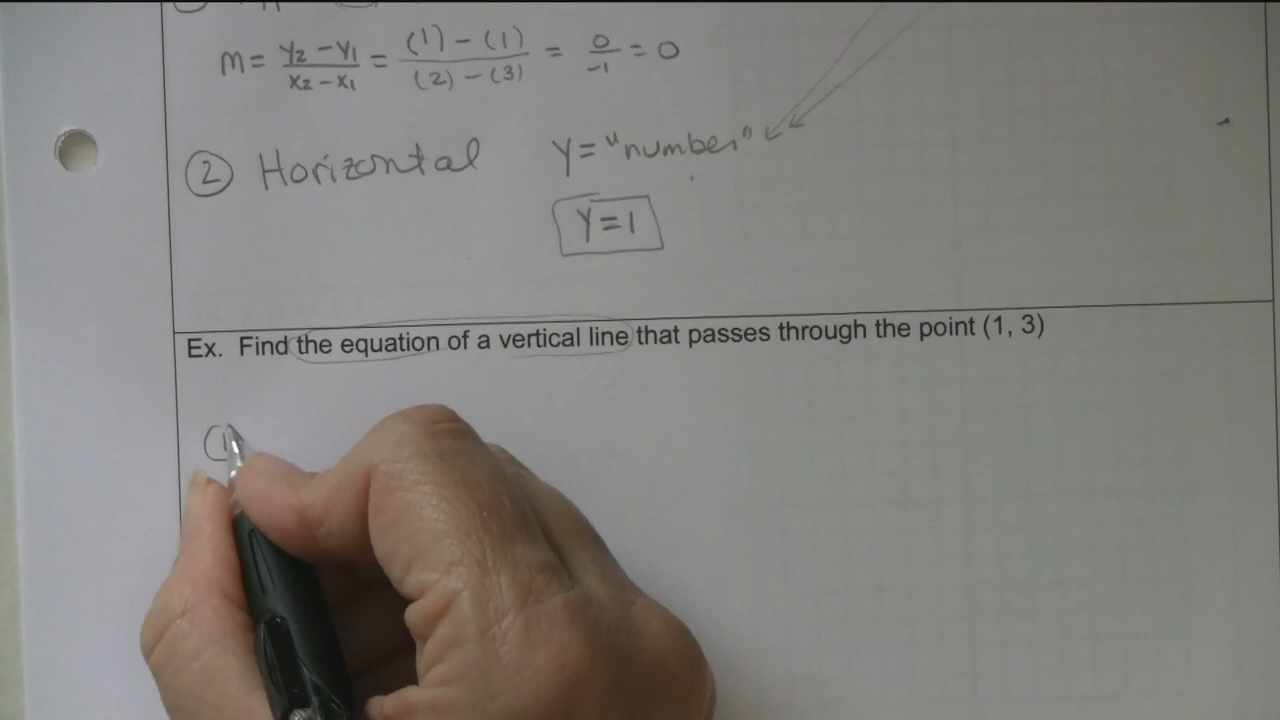 m = y₂ - y₁ / x₂ - x₁ = (1) - (1) / (2) - (3) = 0 / -1 = 0
② Horizontal y = "number"
y = 1
Ex. Find the equation of a vertical line that passes through the point (1, 3)
①